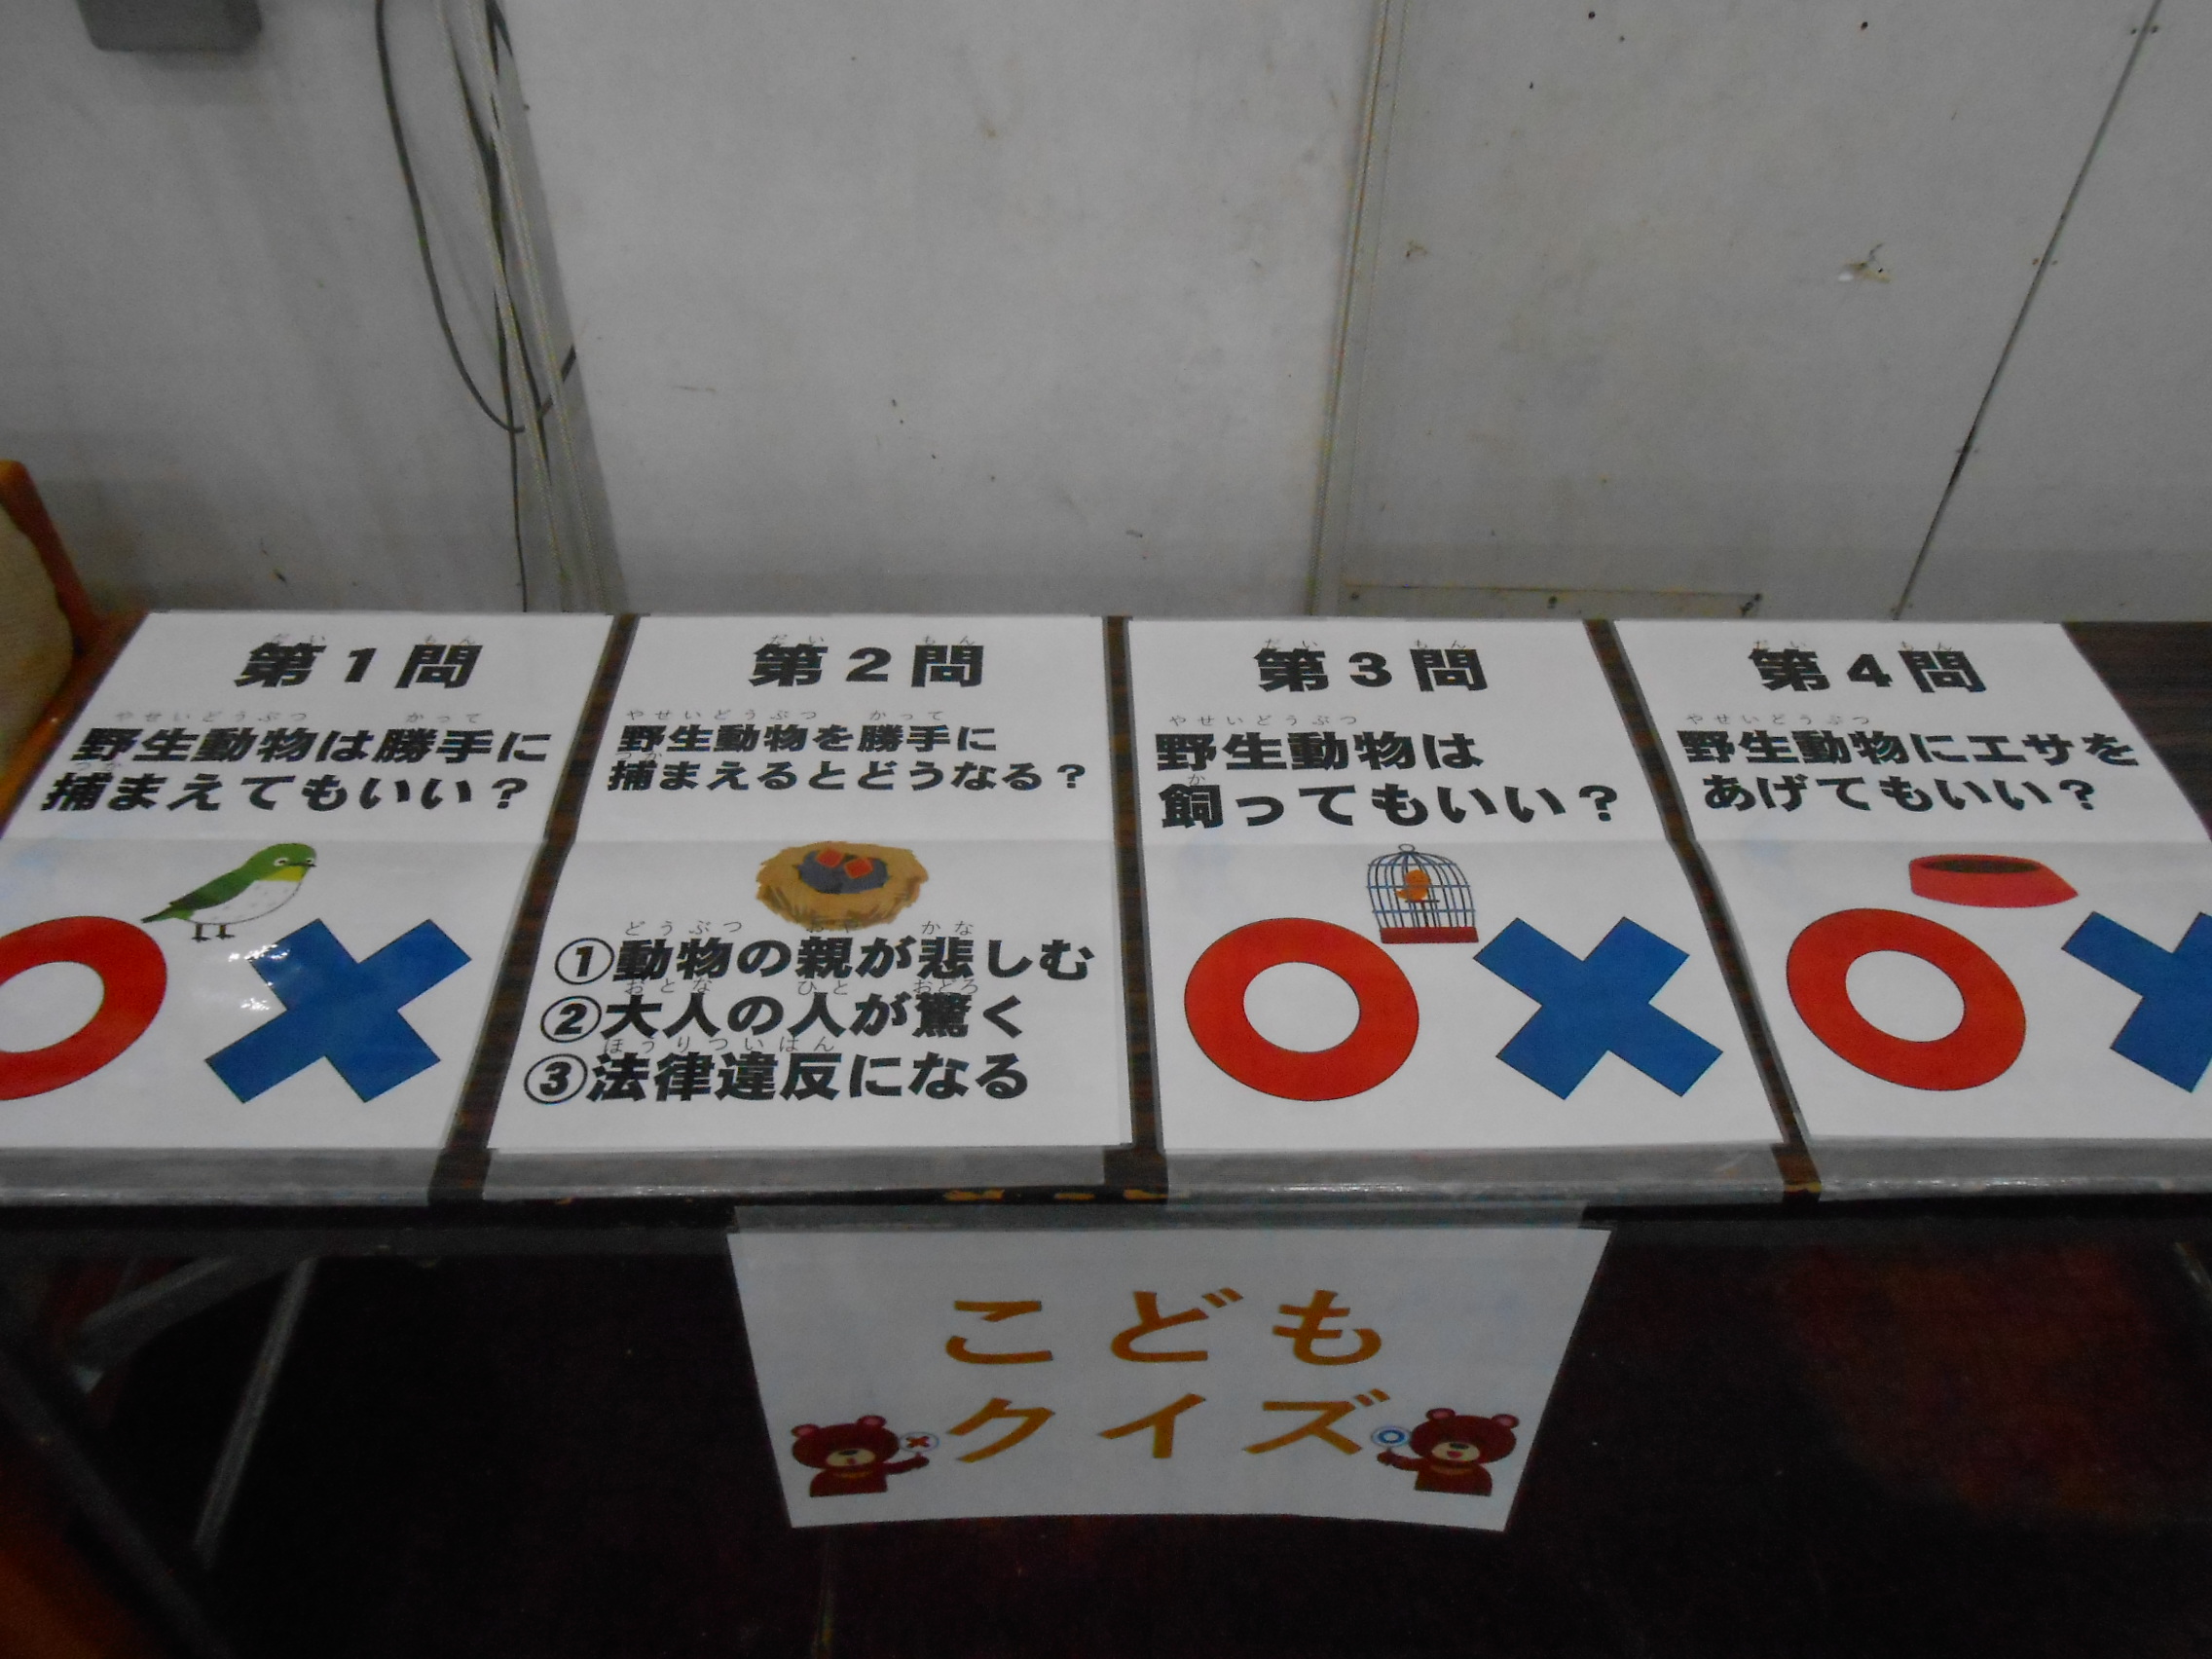 第1問
野生動物は勝手に
捕まえてもいい？
第2問
野生動物を勝手に
捕まえるとどうなる？
①動物の親が悲しむ
②大人の人が驚く
③法律違反になる
第3問
野生動物は
飼ってもいい？
第4問
野生動物にエサを
あげてもいい？
こども
クイズ